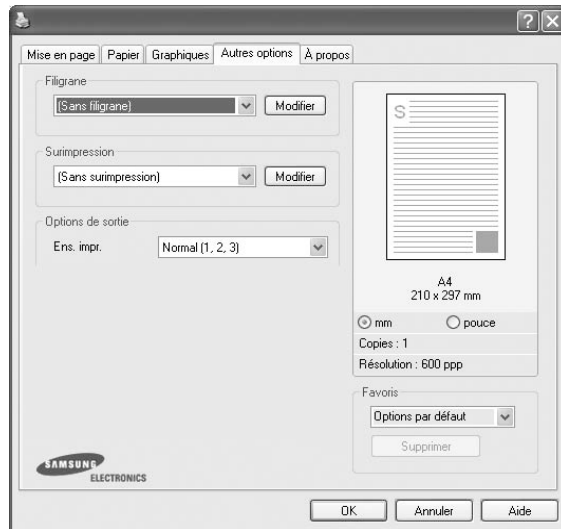 Mise en page Papier Graphiques Autres options À propos
Filigrane
(Sans filigrane) Modifier
Surimpression
(Sans surimpression) Modifier
Options de sortie
Ens. impr. Normal (1, 2, 3)
S
A4
210 x 297 mm
mm pouce
Copies : 1
Résolution : 600 ppp
Favoris
Options par défaut
Supprimer
SAMSUNG
ELECTRONICS
OK Annuler Aide